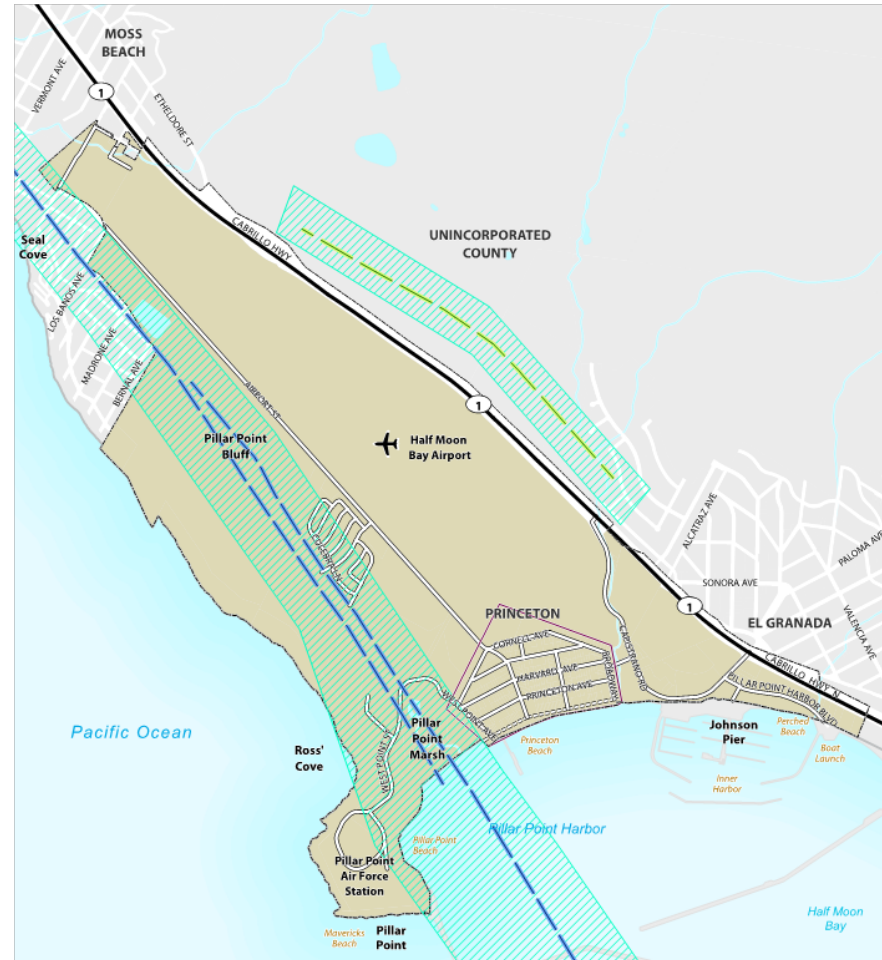 MOSS
BEACH
VERMONT AVE
1
ETHELDORE ST
CABRILLO HWY
UNINCORPORATED
COUNTY
Seal
Cove
LOS BANOS AVE
MADRONE AVE
BERNAL AVE
AIRPORT ST
1
Pillar Point
Bluff
Half Moon
Bay Airport
ALCATRAZ AVE
PALOMA AVE
SONORA AVE
VALENCIA AVE
1
EL GRANADA
PRINCETON
CORNELL AVE
HARVARD AVE
PRINCETON AVE
BROADWAY
CAPISTRANO RD
CABRILLO HWY N
PILLAR POINT HARBOR BLVD
WEST POINT AVE
Pillar
Point
Marsh
WEST POINT ST
Pacific Ocean
Ross'
Cove
Princeton
Beach
Johnson
Pier
Perched
Beach
Boat
Launch
Inner
Harbor
Pillar Point Harbor
Pillar Point
Beach
Pillar Point
Air Force
Station
Mavericks
Beach
Pillar
Point
Half Moon
Bay